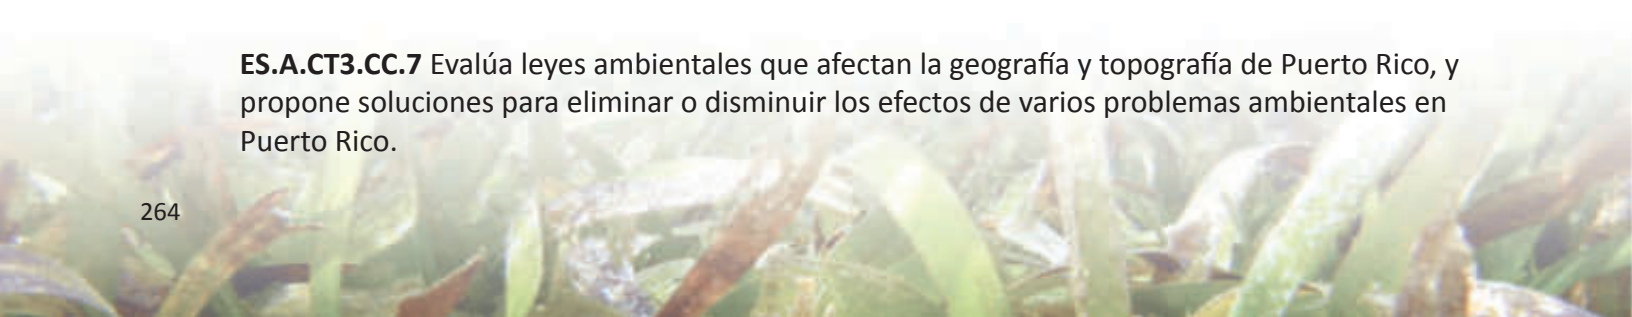 ES.A.CT3.CC.7 Evalúa leyes ambientales que afectan la geografía y topografía de Puerto Rico, y
propone soluciones para eliminar o disminuir los efectos de varios problemas ambientales en
Puerto Rico.
264